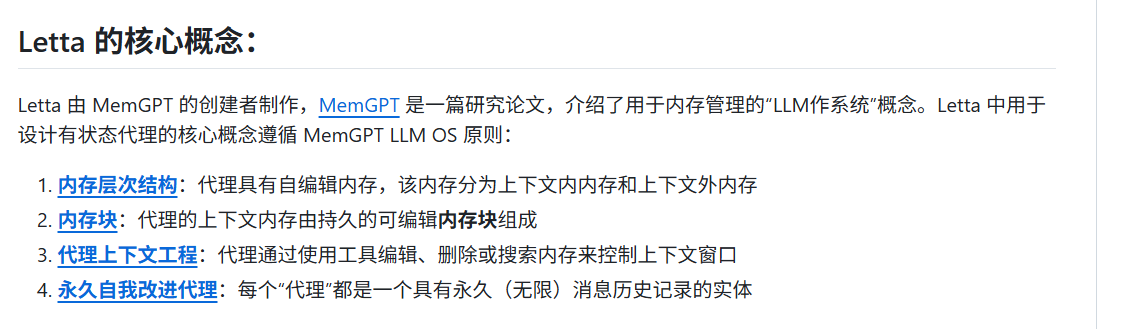 Letta 的核心概念：
Letta 由 MemGPT 的创建者制作，MemGPT 是一篇研究论文，介绍了用于内存管理的“LLM作系统”概念。Letta 中用于
设计有状态代理的核心概念遵循 MemGPT LLM OS 原则：
1. 内存层次结构：代理具有自编辑内存，该内存分为上下文内内存和上下文外内存
2. 内存块：代理的上下文内存由持久的可编辑内存块组成
3. 代理上下文工程：代理通过使用工具编辑、删除或搜索内存来控制上下文窗口
4. 永久自我改进代理：每个“代理”都是一个具有永久（无限）消息历史记录的实体